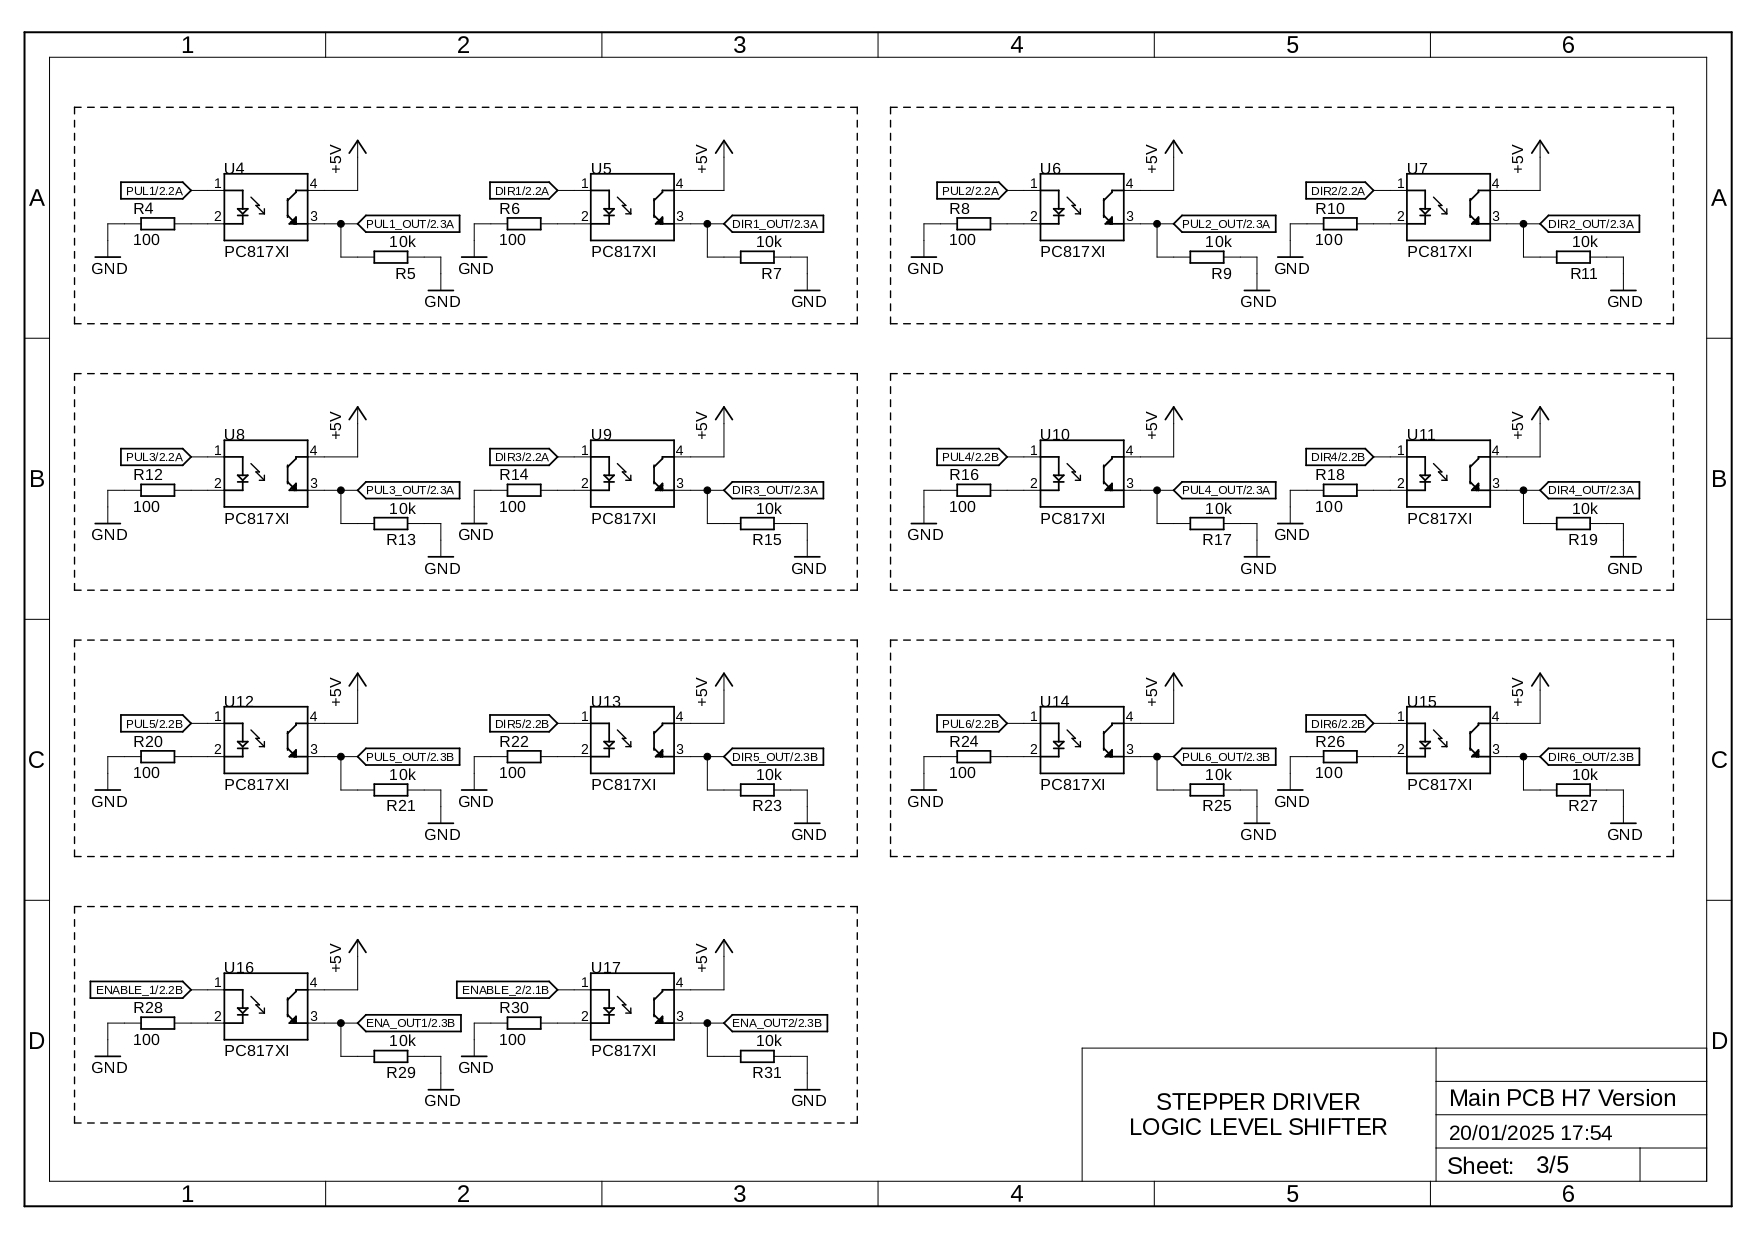 1 2 3 4 5 6
A A
+5V +5V +5V +5V
U4 U5 U6 U7
PUL1/2.2A 1 4 DIR1/2.2A 1 4 PUL2/2.2A 1 4 DIR2/2.2A 1 4
R4 2 3 PUL1_OUT/2.3A R6 2 3 DIR1_OUT/2.3A R8 2 3 PUL2_OUT/2.3A R10 2 3 DIR2_OUT/2.3A
100 10k 100 10k 100 10k 100 10k
PC817XI PC817XI PC817XI PC817XI
GND R5 GND R7 GND R9 GND R11
GND GND GND GND
B B
+5V +5V +5V +5V
U8 U9 U10 U11
PUL3/2.2A 1 4 DIR3/2.2A 1 4 PUL4/2.2B 1 4 DIR4/2.2B 1 4
R12 2 3 PUL3_OUT/2.3A R14 2 3 DIR3_OUT/2.3A R16 2 3 PUL4_OUT/2.3A R18 2 3 DIR4_OUT/2.3A
100 10k 100 10k 100 10k 100 10k
PC817XI PC817XI PC817XI PC817XI
GND R13 GND R15 GND R17 GND R19
GND GND GND GND
C C
+5V +5V +5V +5V
U12 U13 U14 U15
PUL5/2.2B 1 4 DIR5/2.2B 1 4 PUL6/2.2B 1 4 DIR6/2.2B 1 4
R20 2 3 PUL5_OUT/2.3B R22 2 3 DIR5_OUT/2.3B R24 2 3 PUL6_OUT/2.3B R26 2 3 DIR6_OUT/2.3B
100 10k 100 10k 100 10k 100 10k
PC817XI PC817XI PC817XI PC817XI
GND R21 GND R23 GND R25 GND R27
GND GND GND GND
D D
+5V +5V
U16 U17
ENABLE_1/2.2B 1 4 ENABLE_2/2.1B 1 4
R28 2 3 ENA_OUT1/2.3B R30 2 3 ENA_OUT2/2.3B
100 10k 100 10k
PC817XI PC817XI
GND R29 GND R31
GND GND
STEPPER DRIVER
LOGIC LEVEL SHIFTER
Main PCB H7 Version
20/01/2025 17:54
Sheet: 3/5
1 2 3 4 5 6